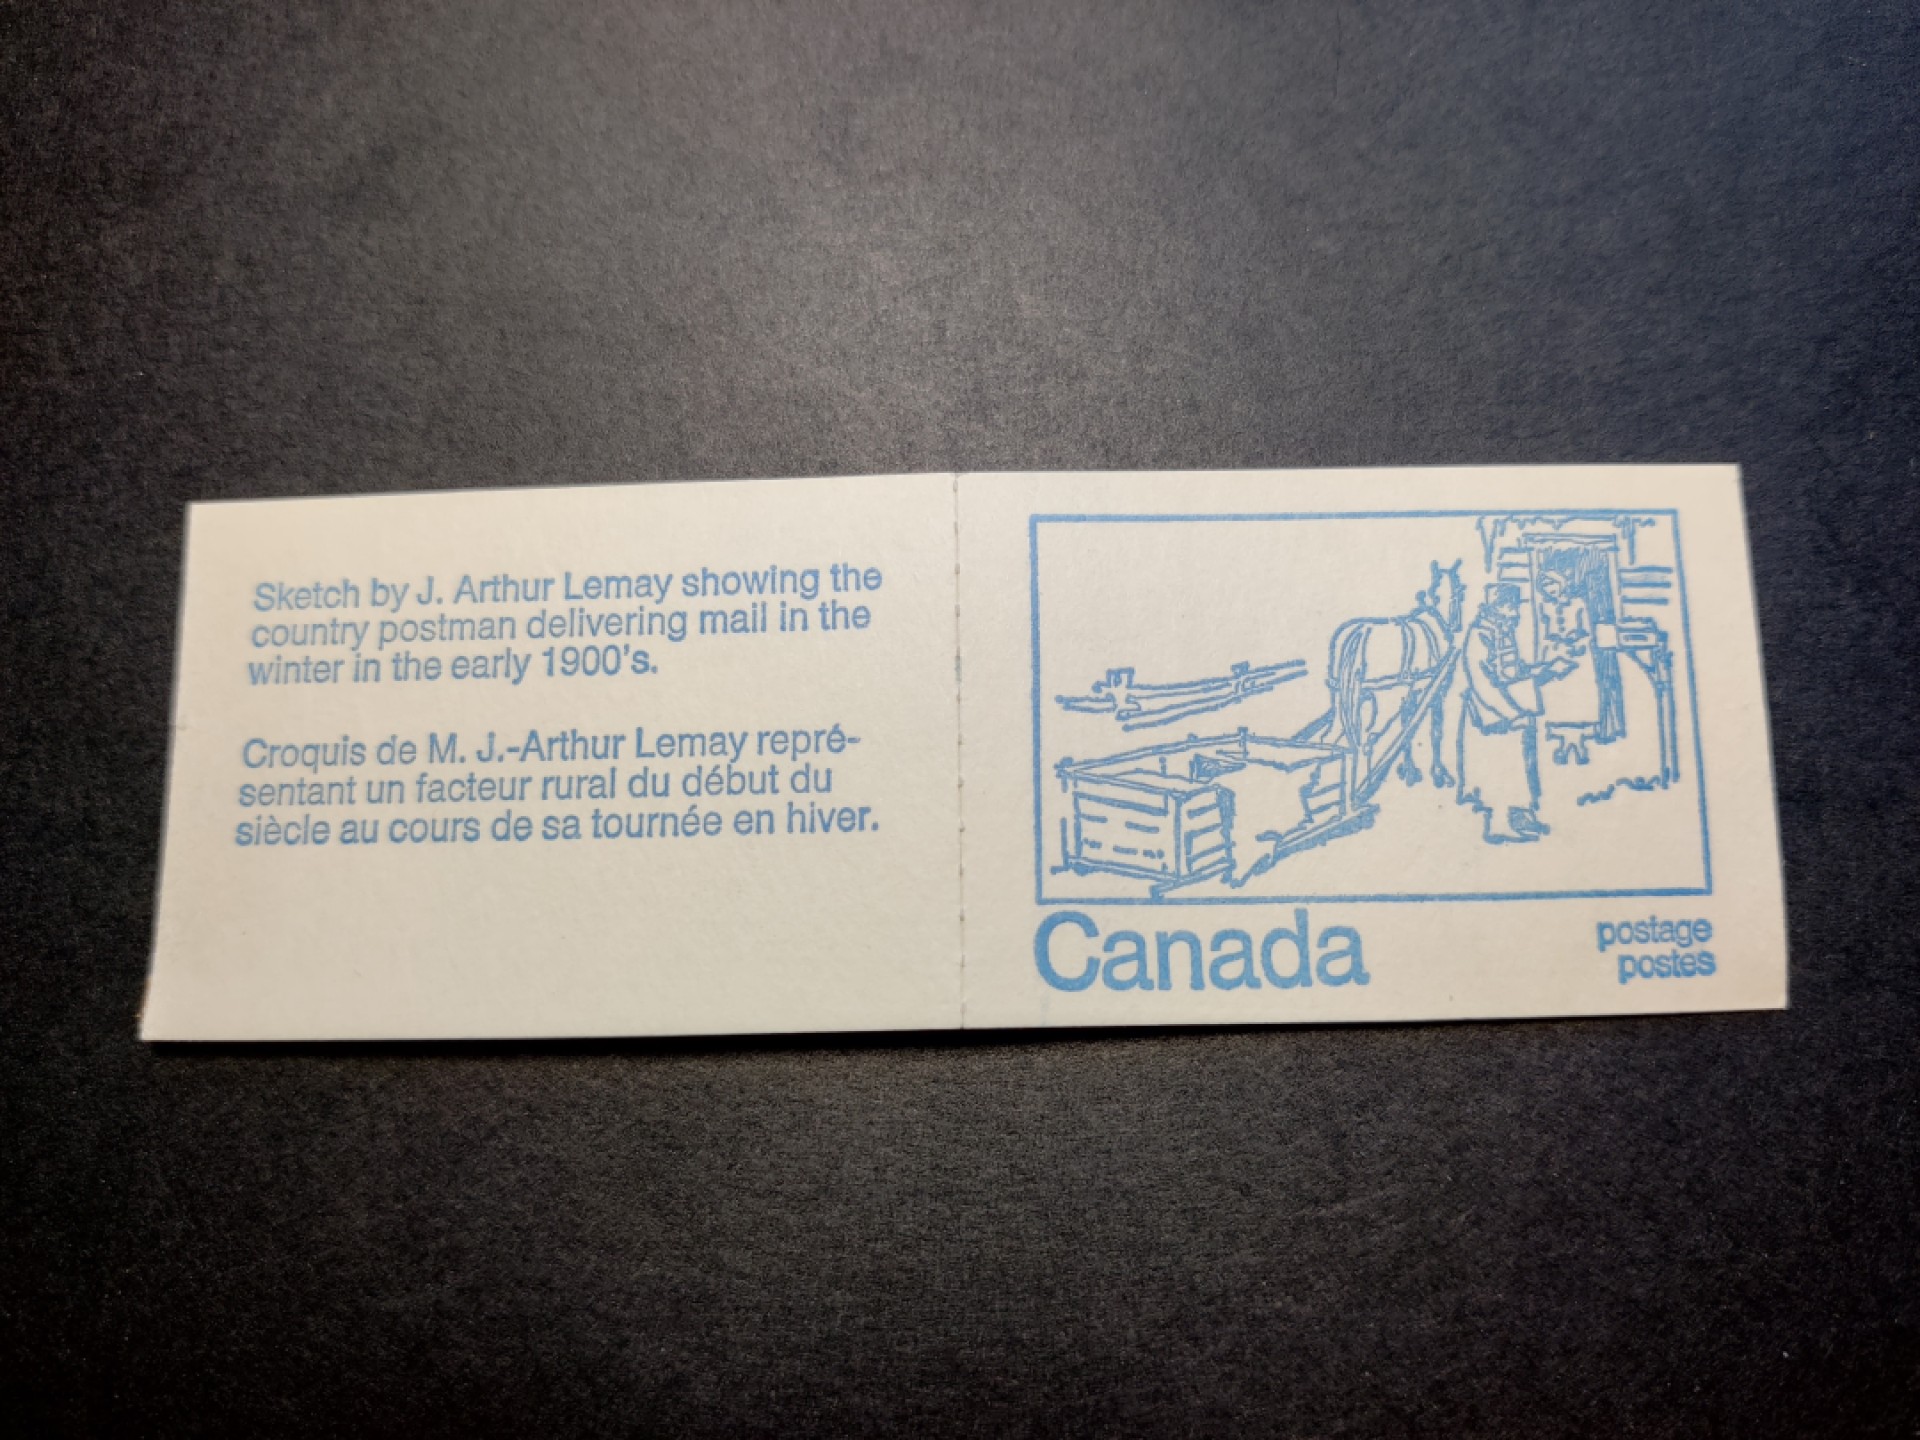 Sketch by J. Arthur Lemay showing the
country postman delivering mail in the
winter in the early 1900's.
Croquis de M. J.-Arthur Lemay repré-
sentant un facteur rural du début du
siècle au cours de sa tournée en hiver.
Canada
postage
postes